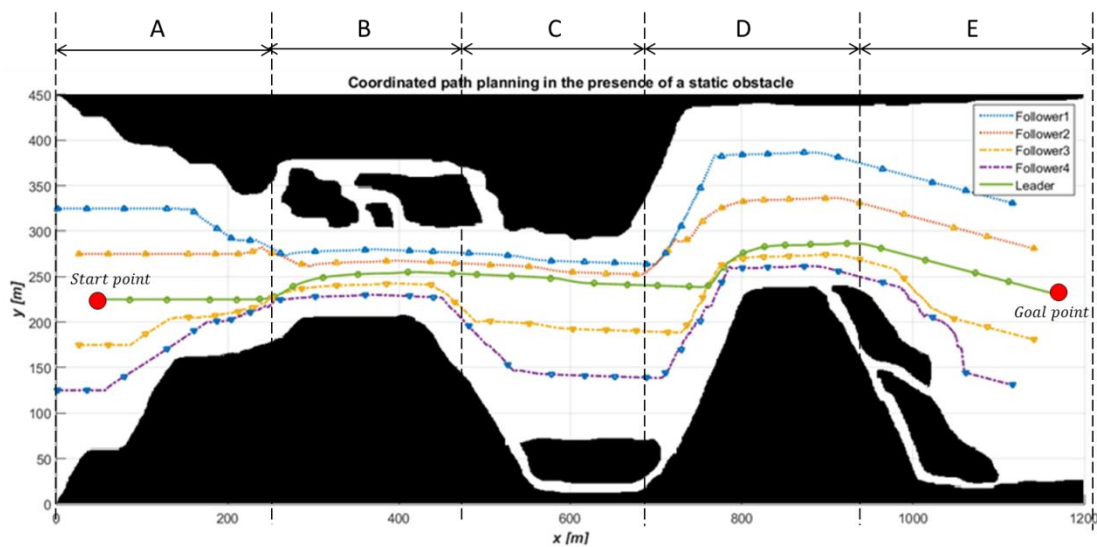 A B C D E
Coordinated path planning in the presence of a static obstacle
450
400
350
300
250
200
150
100
50
0
y [m]
Follower1
Follower2
Follower3
Follower4
Leader
Start point
Goal point
0 200 400 600 800 1000 1200
x [m]